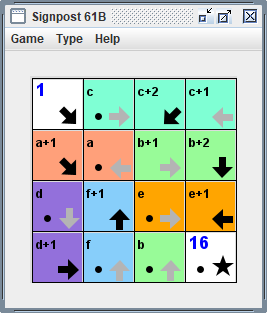 Signpost 61B
Game Type Help
1 c c+2 c+1
a+1 a b+1 b+2
d f+1 e e+1
d+1 f b 16